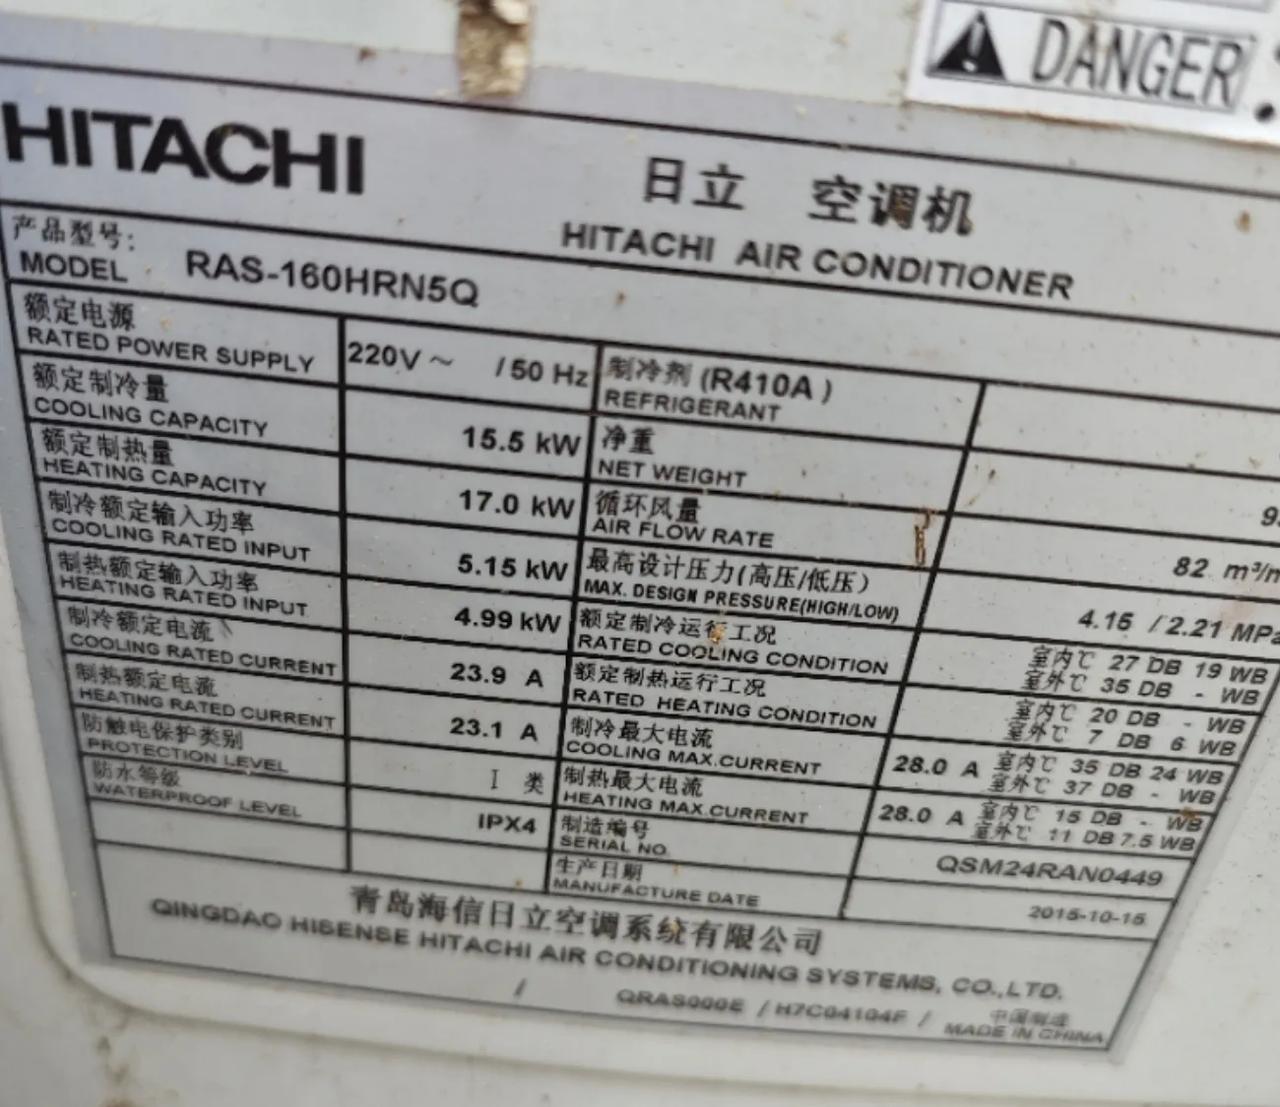 DANGER
HITACHI
日立 空调机
HITACHI AIR CONDITIONER
产品型号:
MODEL RAS-160HRN5Q
额定电源
RATED POWER SUPPLY
220V ~ / 50 Hz
制冷剂 (R410A)
REFRIGERANT
额定制冷量
COOLING CAPACITY
15.5 kW
净重
NET WEIGHT
额定制热量
HEATING CAPACITY
17.0 kW
循环风量
AIR FLOW RATE
82 m³/m
制冷额定输入功率
COOLING RATED INPUT
5.15 kW
最高设计压力(高压/低压)
MAX. DESIGN PRESSURE(HIGH/LOW)
4.15 / 2.21 MPa
制热额定输入功率
HEATING RATED INPUT
4.99 kW
额定制冷运行工况
RATED COOLING CONDITION
室内℃ 27 DB 19 WB
室外℃ 35 DB - WB
制冷额定电流
COOLING RATED CURRENT
23.9 A
额定制热运行工况
RATED HEATING CONDITION
室内℃ 20 DB - WB
室外℃ 7 DB 6 WB
制热额定电流
HEATING RATED CURRENT
23.1 A
制冷最大电流
COOLING MAX.CURRENT
28.0 A 室内℃ 35 DB 24 WB
室外℃ 37 DB - WB
防触电保护类别
PROTECTION LEVEL
I 类
制热最大电流
HEATING MAX.CURRENT
28.0 A 室内℃ 15 DB - WB
室外℃ 11 DB 7.5 WB
防水等级
WATERPROOF LEVEL
IPX4
制造编号
SERIAL NO.
QSM24RAN0449
生产日期
MANUFACTURE DATE
2015-10-15
青岛海信日立空调系统有限公司
QINGDAO HISENSE HITACHI AIR CONDITIONING SYSTEMS, CO.,LTD.
/ QRAS000E / H7C04104F / 中国制造
MADE IN CHINA